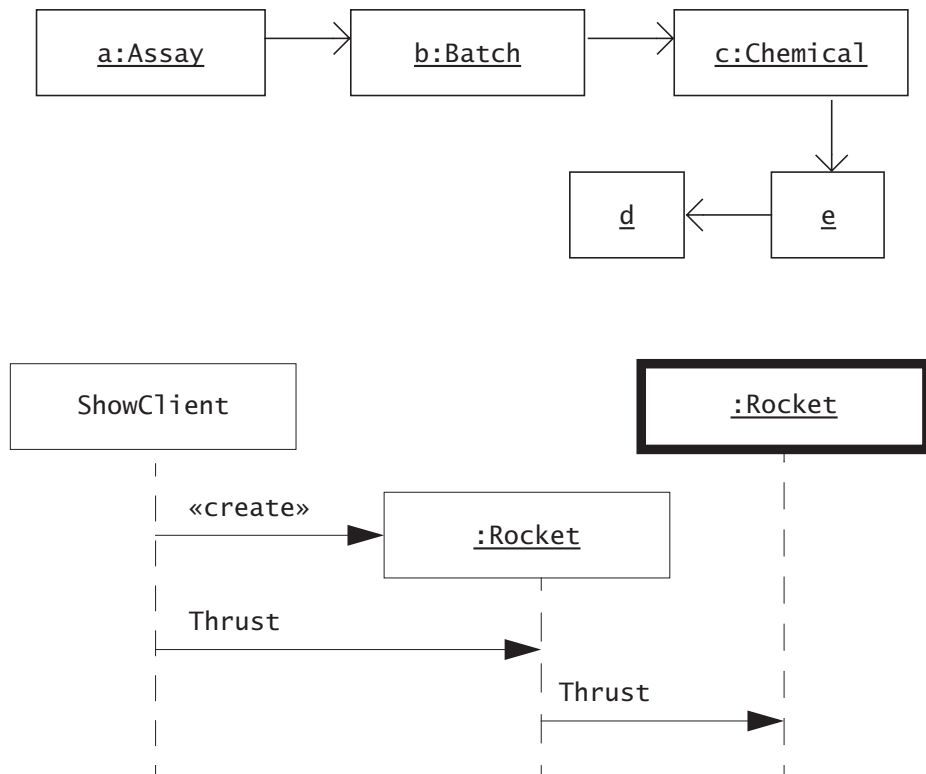 a:Assay
b:Batch
c:Chemical
d
e
ShowClient
:Rocket
«create»
:Rocket
Thrust
Thrust